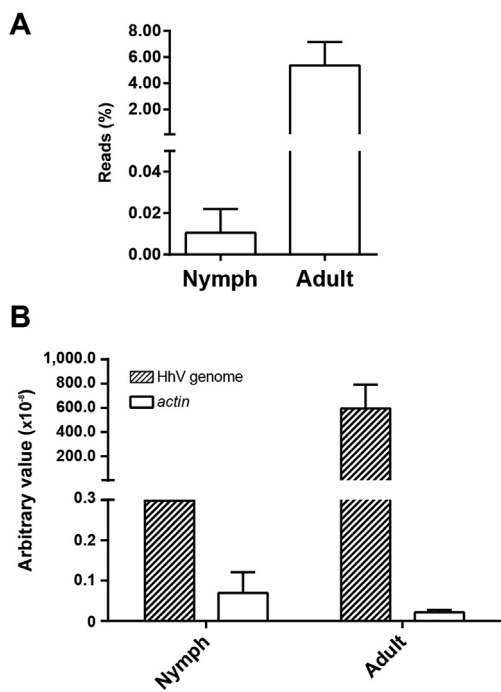 A
8.00
6.00
4.00
2.00
0.04
0.02
0.00
Reads (%)
Nymph Adult
B
1,000.0
800.0
600.0
400.0
200.0
0.3
0.2
0.1
0
Arbitrary value (x10⁻⁸)
HhV genome
actin
Nymph Adult